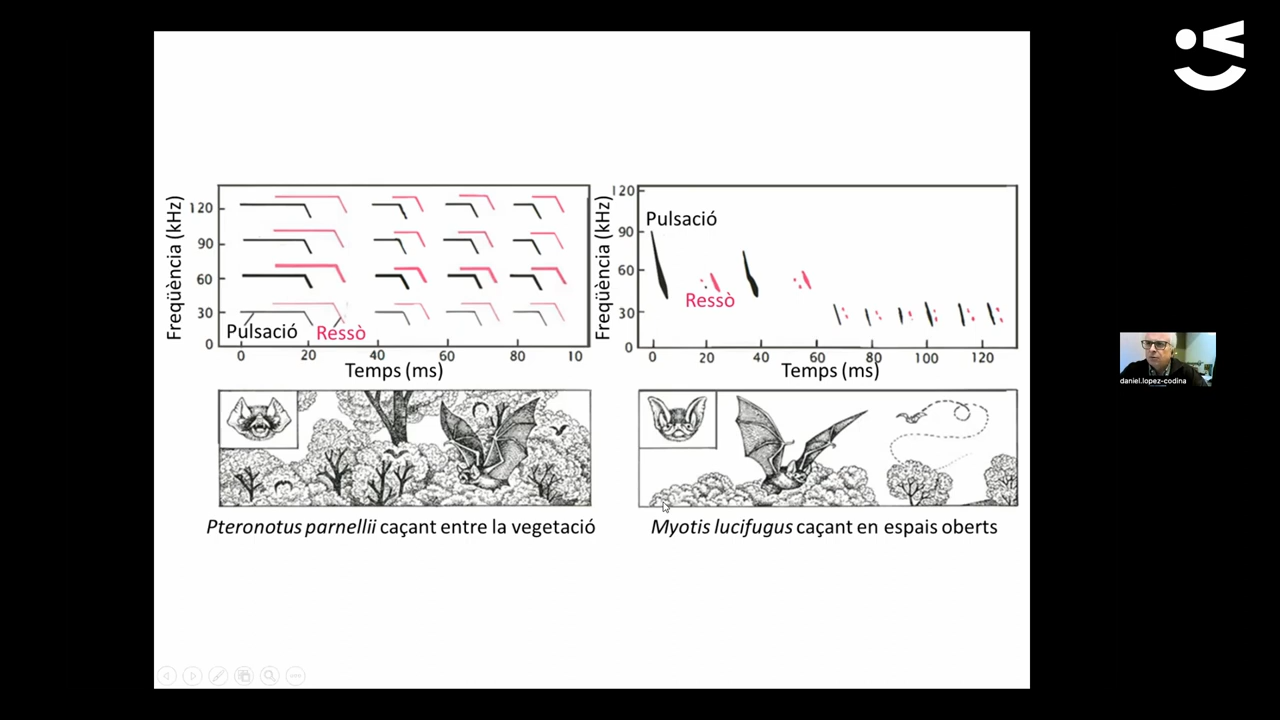 Freqüència (kHz)
120
90
60
30
0
Pulsació
Ressò
0
20
40
60
80
10
Temps (ms)
Freqüència (kHz)
120
90
60
30
0
Pulsació
Ressò
0
20
40
60
80
100
120
Temps (ms)
Pteronotus parnellii caçant entre la vegetació
Myotis lucifugus caçant en espais oberts
daniel.lopez-codina